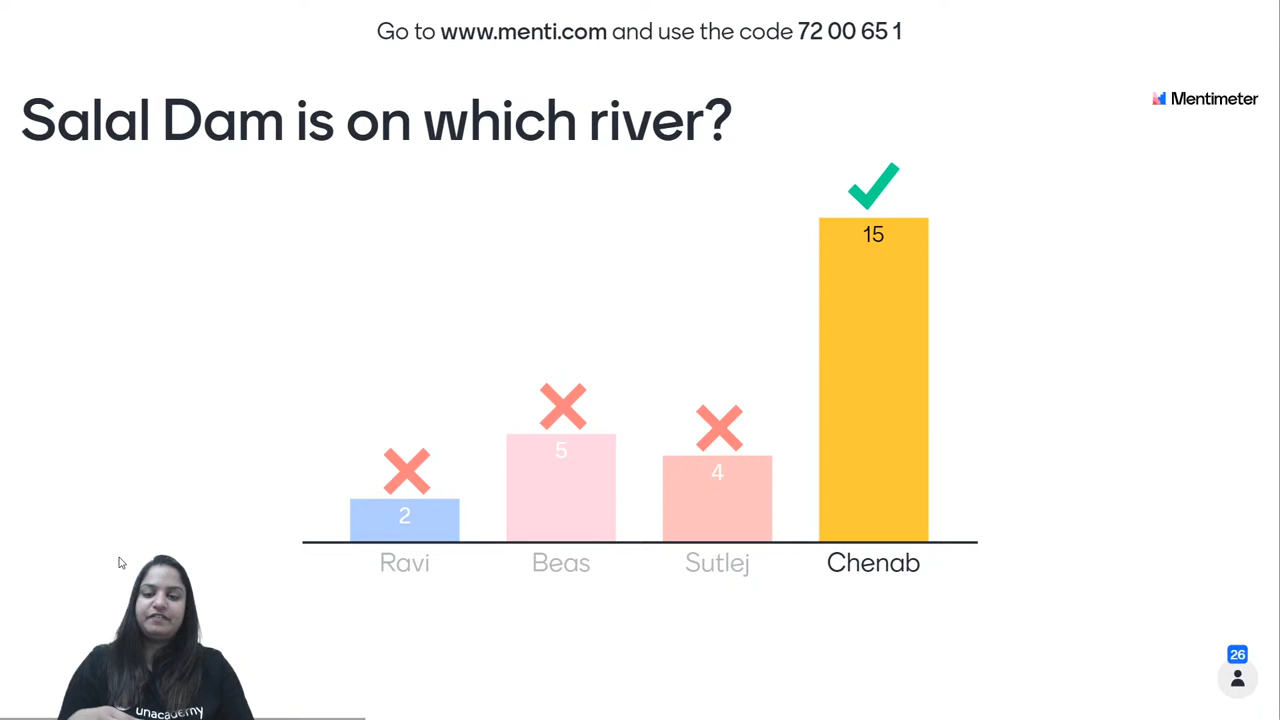 Go to www.menti.com and use the code 72 00 65 1
Mentimeter
Salal Dam is on which river?
15
5
4
2
Ravi
Beas
Sutlej
Chenab
26
unacademy